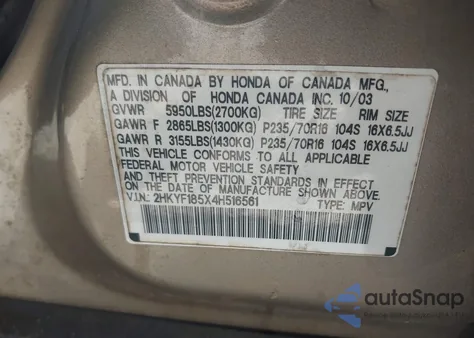 MFD. IN CANADA BY HONDA OF CANADA MFG.,
A DIVISION OF HONDA CANADA INC. 10/03
GVWR 5950LBS(2700KG) TIRE SIZE RIM SIZE
GAWR F 2865LBS(1300KG) P235/70R16 104S 16X6.5JJ
GAWR R 3155LBS(1430KG) P235/70R16 104S 16X6.5JJ
THIS VEHICLE CONFORMS TO ALL APPLICABLE
FEDERAL MOTOR VEHICLE SAFETY
AND THEFT PREVENTION STANDARDS IN EFFECT
ON THE DATE OF MANUFACTURE SHOWN ABOVE.
V.I.N.: 2HKYF185X4H516561 TYPE: MPV
autoSnap